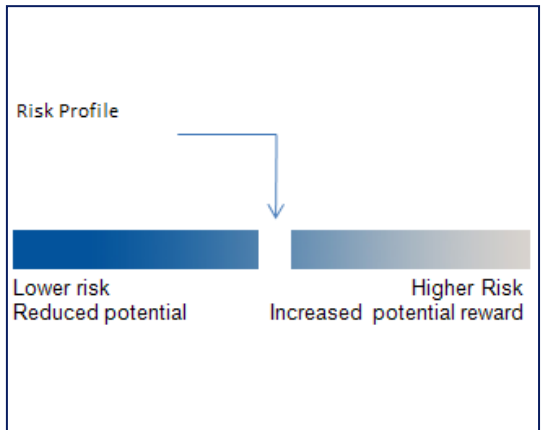 Risk Profile
Lower risk
Reduced potential
Higher Risk
Increased potential reward